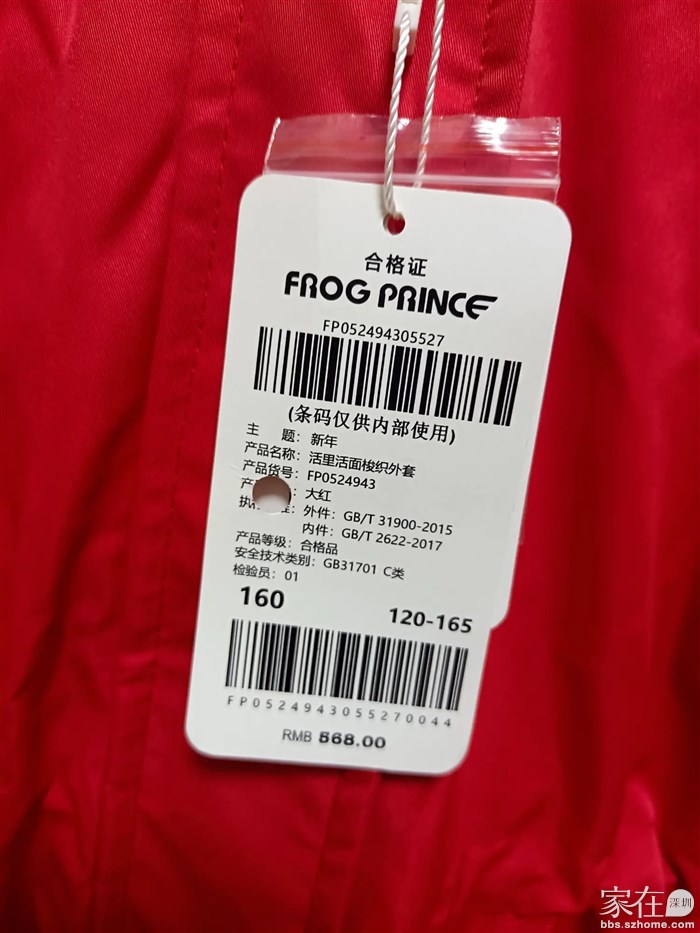 合格证
FROG PRINCE
FP052494305527
(条码仅供内部使用)
主 题: 新年
产品名称: 活里活面梭织外套
产品货号: FP0524943
产 : 大红
执 准: 外件: GB/T 31900-2015
内件: GB/T 2622-2017
产品等级: 合格品
安全技术类别: GB31701 C类
检验员: 01
160
120-165
FP0524943055270044
RMB 568.00
家在 深圳
bbs.szhome.com